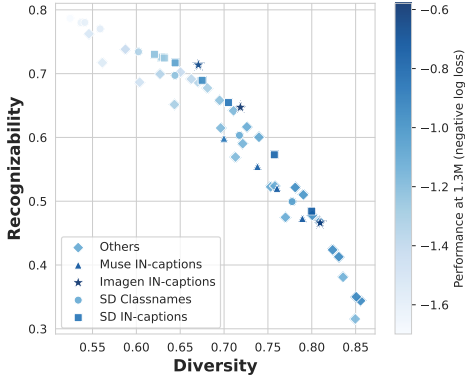 0.8
0.7
0.6
0.5
0.4
0.3
Recognizability
Others
Muse IN-captions
Imagen IN-captions
SD Classnames
SD IN-captions
0.55 0.60 0.65 0.70 0.75 0.80 0.85
Diversity
−0.6
−0.8
−1.0
−1.2
−1.4
−1.6
Performance at 1.3M (negative log loss)